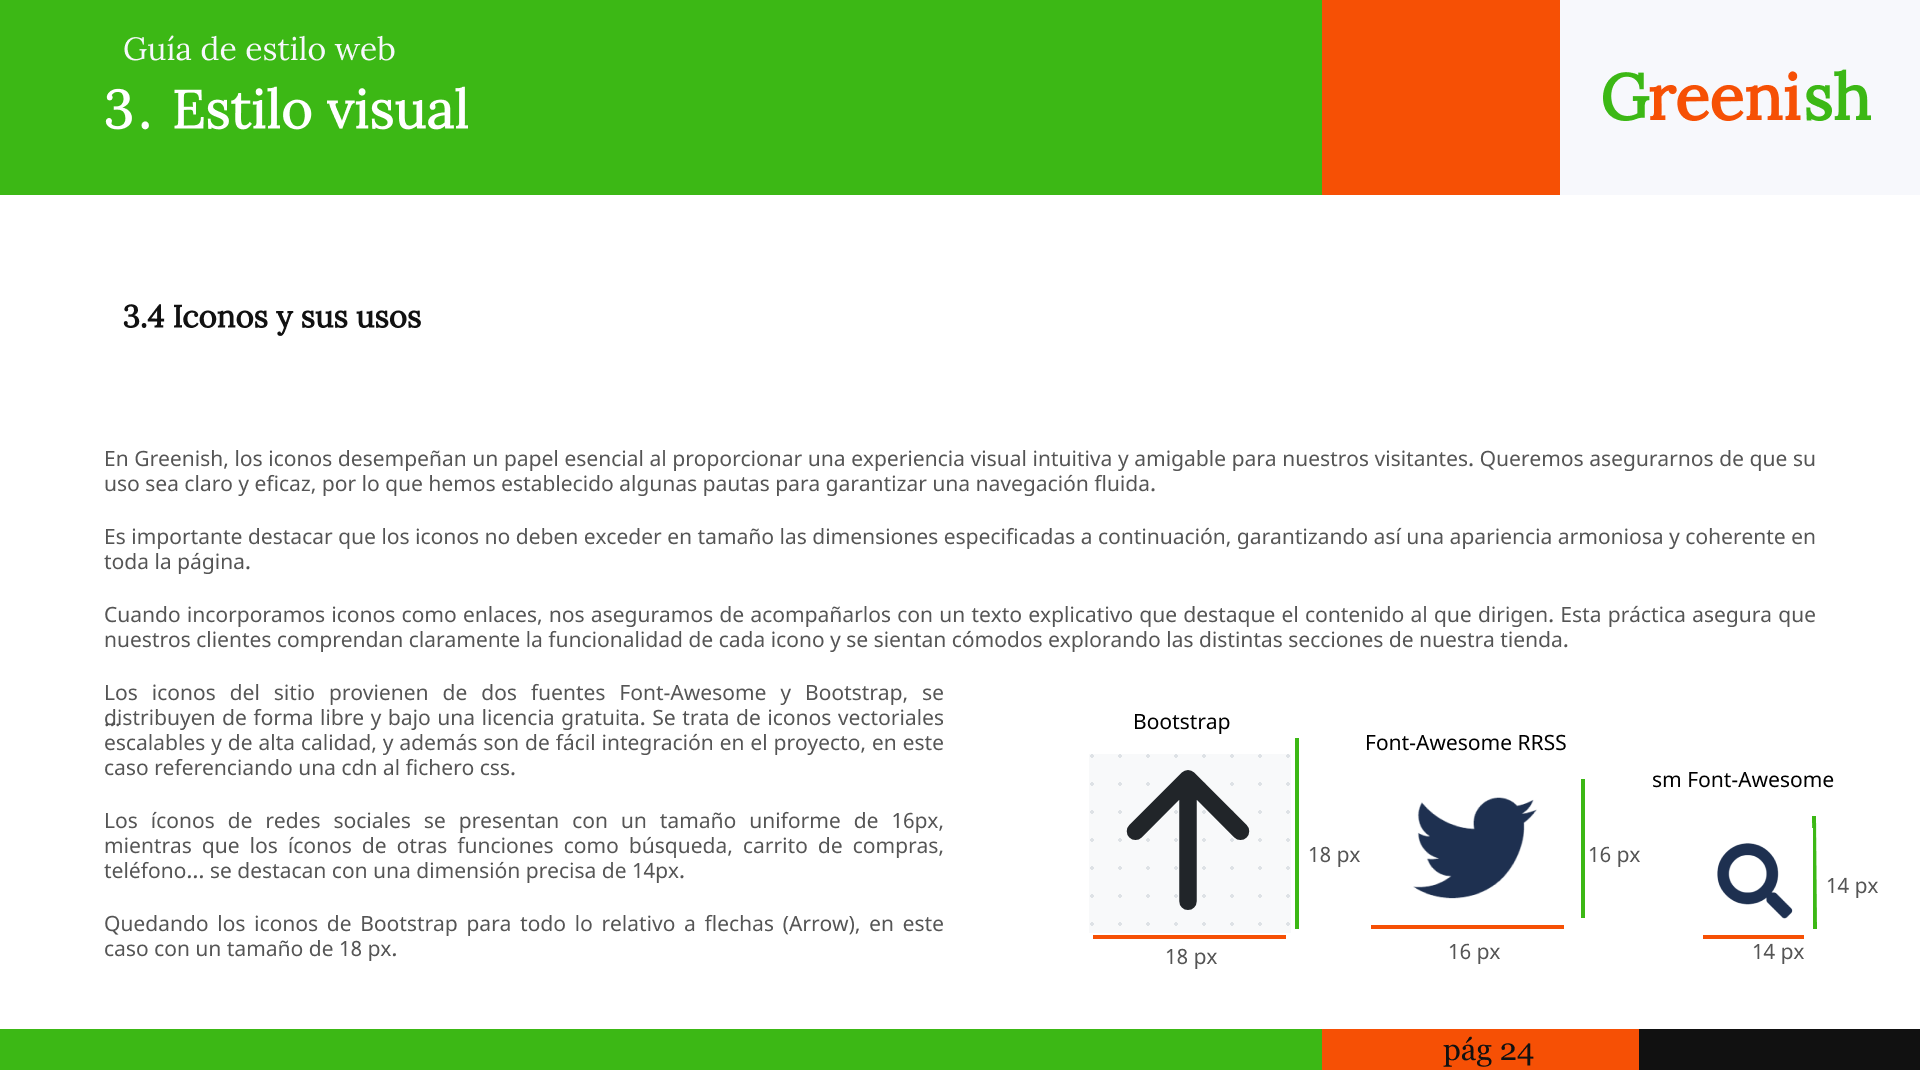 Guía de estilo web
3. Estilo visual
Greenish
3.4 Iconos y sus usos
En Greenish, los iconos desempeñan un papel esencial al proporcionar una experiencia visual intuitiva y amigable para nuestros visitantes. Queremos asegurarnos de que su
uso sea claro y eficaz, por lo que hemos establecido algunas pautas para garantizar una navegación fluida.
Es importante destacar que los iconos no deben exceder en tamaño las dimensiones especificadas a continuación, garantizando así una apariencia armoniosa y coherente en
toda la página.
Cuando incorporamos iconos como enlaces, nos aseguramos de acompañarlos con un texto explicativo que destaque el contenido al que dirigen. Esta práctica asegura que
nuestros clientes comprendan claramente la funcionalidad de cada icono y se sientan cómodos explorando las distintas secciones de nuestra tienda.
Los iconos del sitio provienen de dos fuentes Font-Awesome y Bootstrap, se
distribuyen de forma libre y bajo una licencia gratuita. Se trata de iconos vectoriales
escalables y de alta calidad, y además son de fácil integración en el proyecto, en este
caso referenciando una cdn al fichero css.
Los íconos de redes sociales se presentan con un tamaño uniforme de 16px,
mientras que los íconos de otras funciones como búsqueda, carrito de compras,
teléfono... se destacan con una dimensión precisa de 14px.
Quedando los iconos de Bootstrap para todo lo relativo a flechas (Arrow), en este
caso con un tamaño de 18 px.
Bootstrap
18 px
18 px
Font-Awesome RRSS
16 px
16 px
sm Font-Awesome
14 px
14 px
pág 24